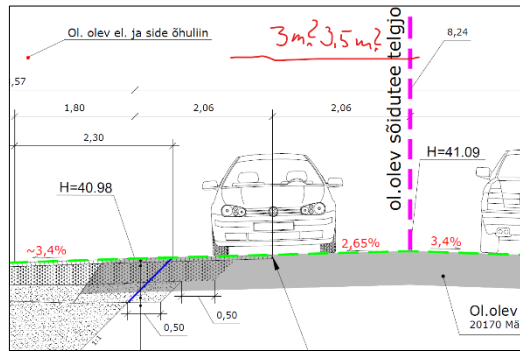 Ol. olev el. ja side õhuliin
3m? 3,5m?
8,24
,57
ol.olev sõidutee telgjo
1,80
2,06
2,06
2,30
H=41.09
H=40.98
~3,4%
2,65%
3,4%
0,50
0,50
1:1
Ol.olev
20170 Mä